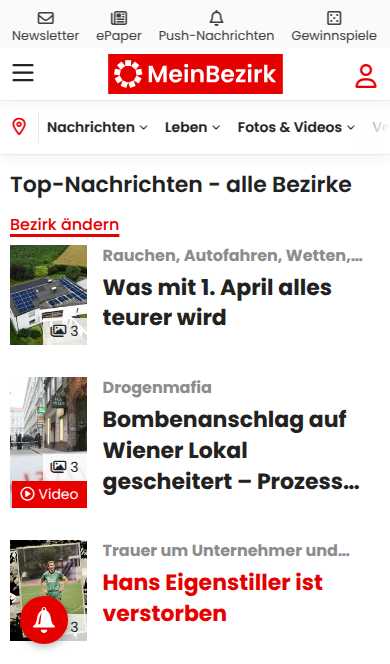 Newsletter
ePaper
Push-Nachrichten
Gewinnspiele
MeinBezirk
Nachrichten
Leben
Fotos & Videos
Top-Nachrichten - alle Bezirke
Bezirk ändern
Rauchen, Autofahren, Wetten,...
Was mit 1. April alles
teurer wird
3
Drogenmafia
Bombenanschlag auf
Wiener Lokal
gescheitert – Prozess...
3
Video
Trauer um Unternehmer und...
Hans Eigenstiller ist
verstorben
3